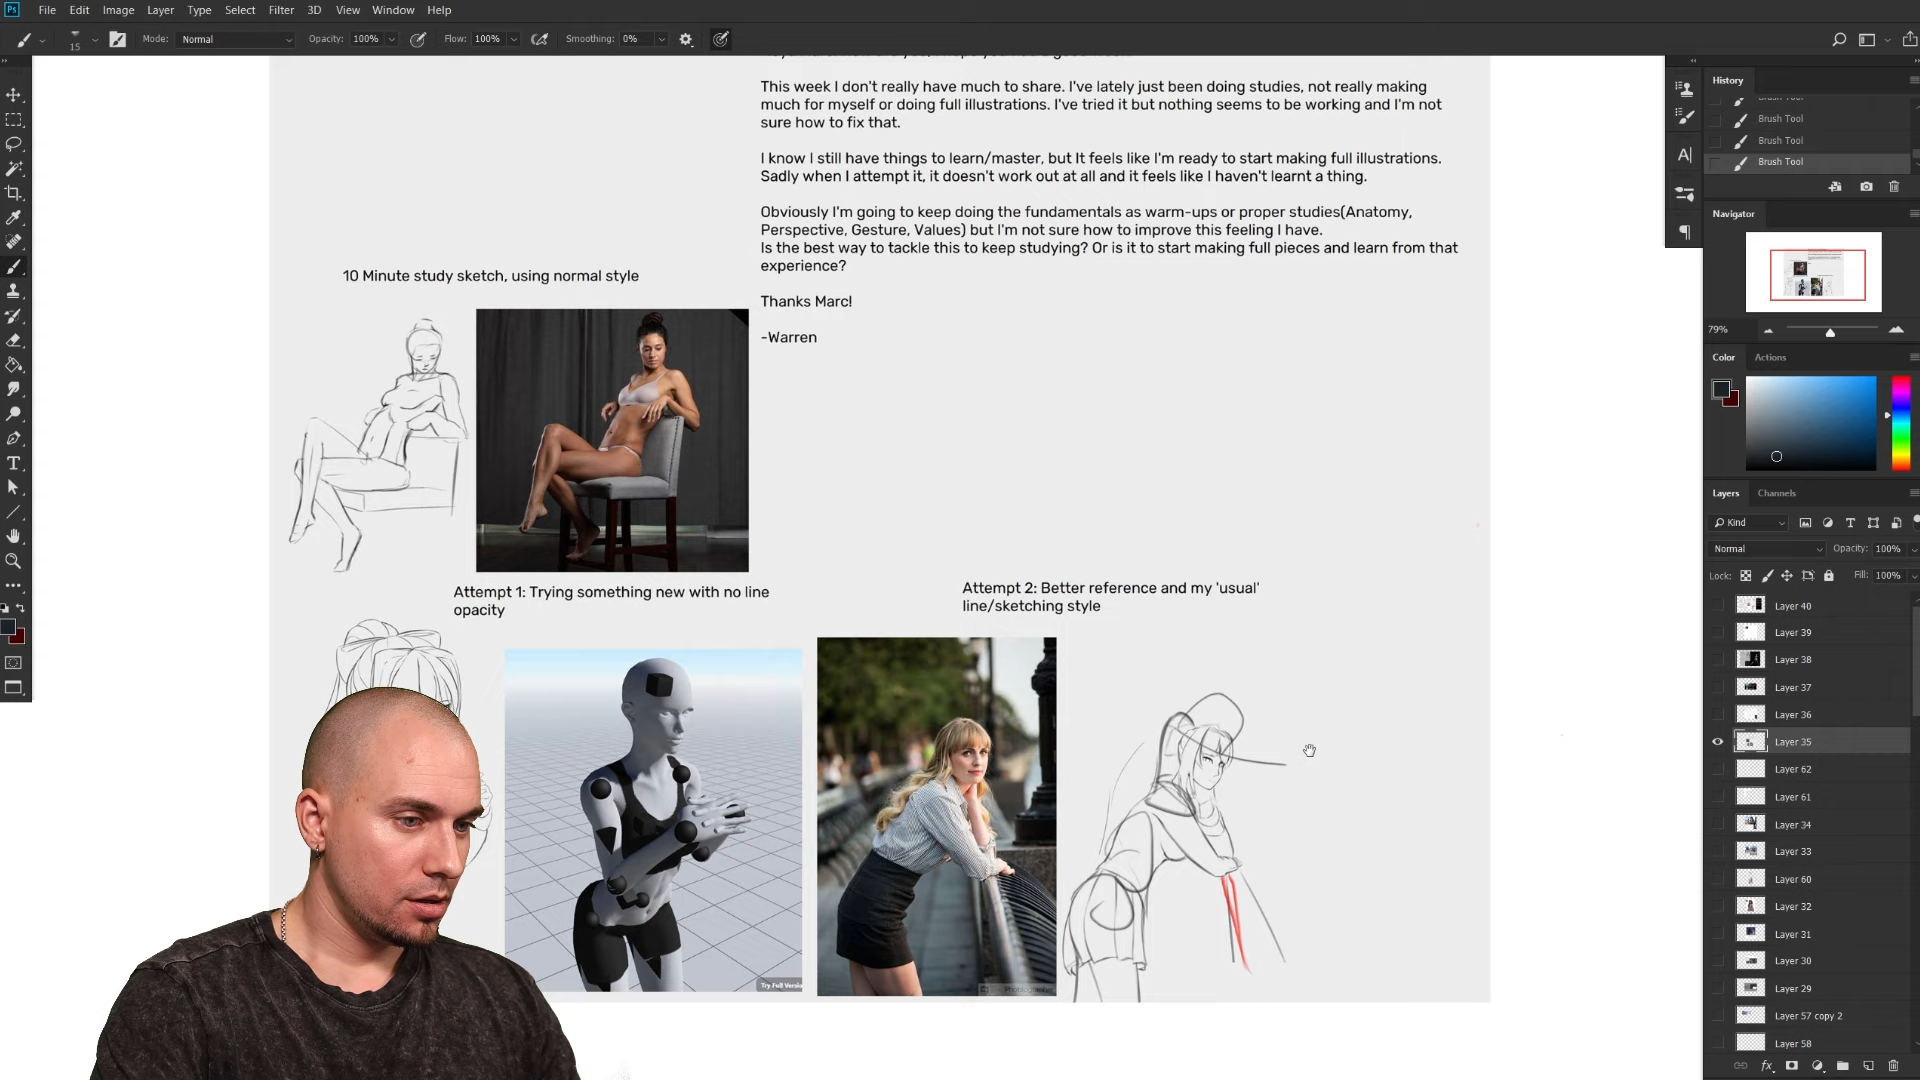 Ps File Edit Image Layer Type Select Filter 3D View Window Help
15 Mode: Normal Opacity: 100% Flow: 100% Smoothing: 0%
This week I don't really have much to share. I've lately just been doing studies, not really making
much for myself or doing full illustrations. I've tried it but nothing seems to be working and I'm not
sure how to fix that.
I know I still have things to learn/master, but It feels like I'm ready to start making full illustrations.
Sadly when I attempt it, it doesn't work out at all and it feels like I haven't learnt a thing.
Obviously I'm going to keep doing the fundamentals as warm-ups or proper studies(Anatomy,
Perspective, Gesture, Values) but I'm not sure how to improve this feeling I have.
Is the best way to tackle this to keep studying? Or is it to start making full pieces and learn from that
experience?
Thanks Marc!
-Warren
10 Minute study sketch, using normal style
Attempt 1: Trying something new with no line
opacity
Attempt 2: Better reference and my 'usual'
line/sketching style
Try Full Versio
History
Brush Tool
Brush Tool
Brush Tool
Navigator
79%
Color Actions
Layers Channels
Kind
Normal Opacity: 100%
Lock: Fill: 100%
Layer 40
Layer 39
Layer 38
Layer 37
Layer 36
Layer 35
Layer 62
Layer 61
Layer 34
Layer 33
Layer 60
Layer 32
Layer 31
Layer 30
Layer 29
Layer 57 copy 2
Layer 58
fx